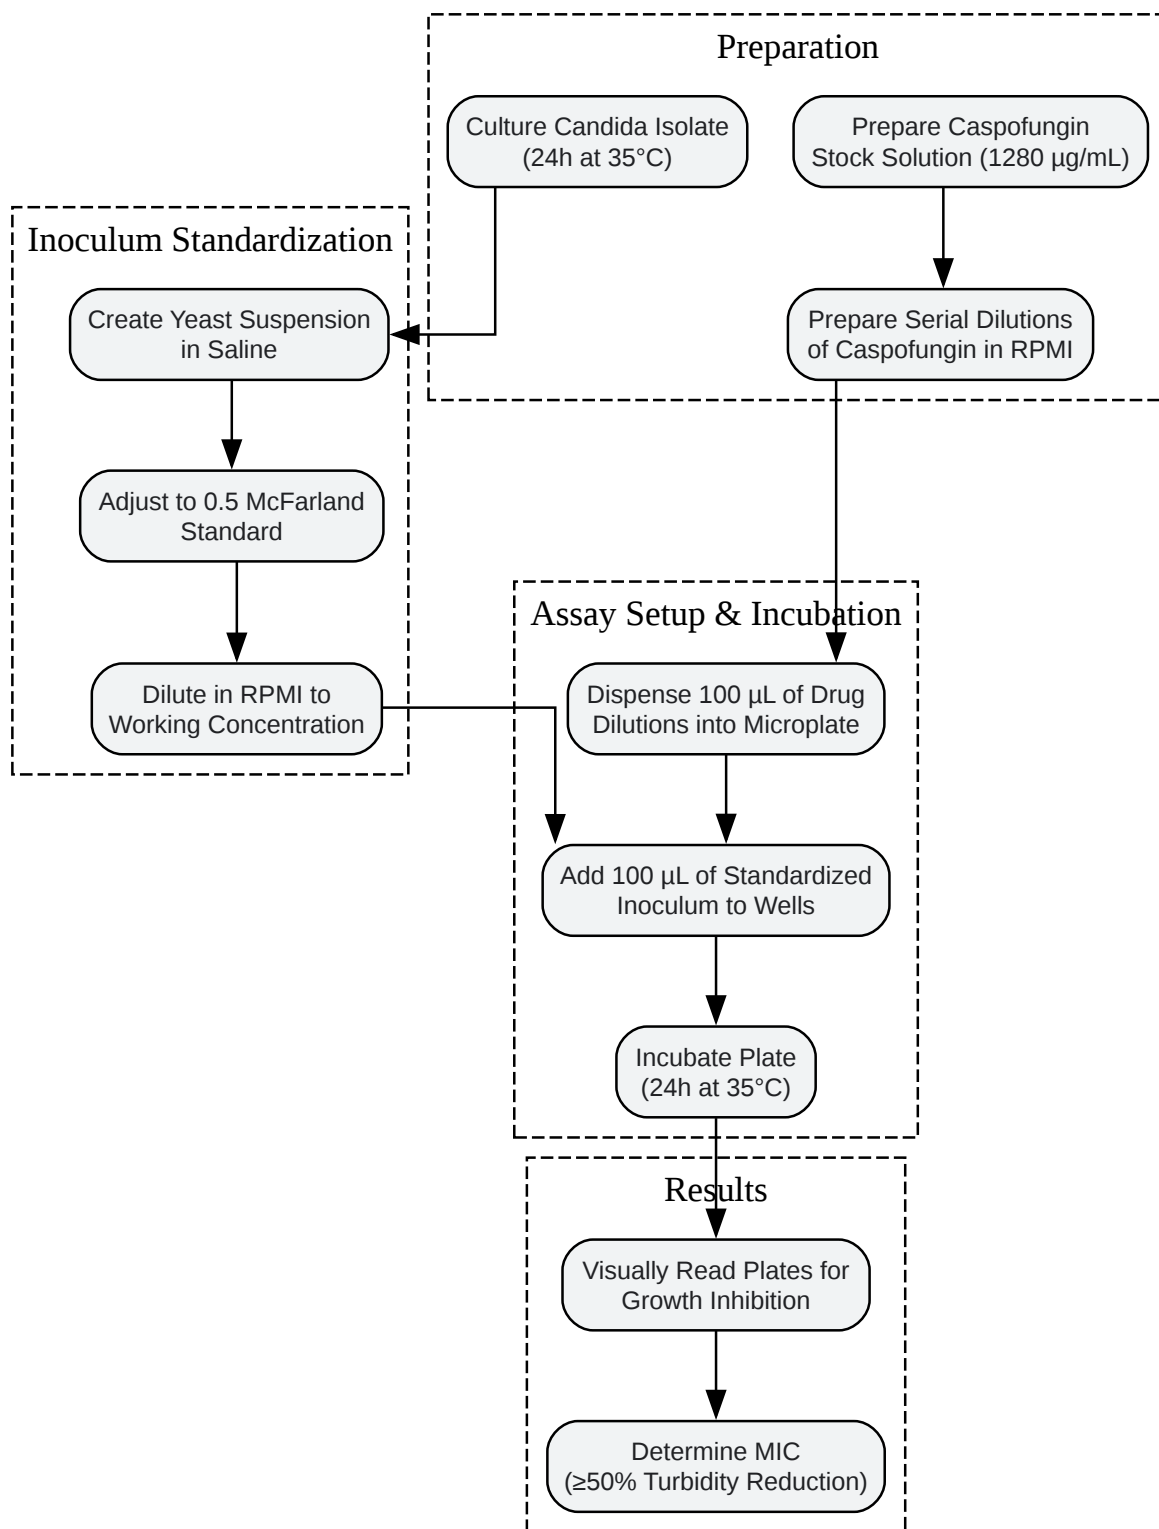 Preparation
Culture Candida Isolate
(24h at 35°C)
Prepare Caspofungin
Stock Solution (1280 µg/mL)
Prepare Serial Dilutions
of Caspofungin in RPMI
Inoculum Standardization
Create Yeast Suspension
in Saline
Adjust to 0.5 McFarland
Standard
Dilute in RPMI to
Working Concentration
Assay Setup & Incubation
Dispense 100 µL of Drug
Dilutions into Microplate
Add 100 µL of Standardized
Inoculum to Wells
Incubate Plate
(24h at 35°C)
Results
Visually Read Plates for
Growth Inhibition
Determine MIC
(≥50% Turbidity Reduction)